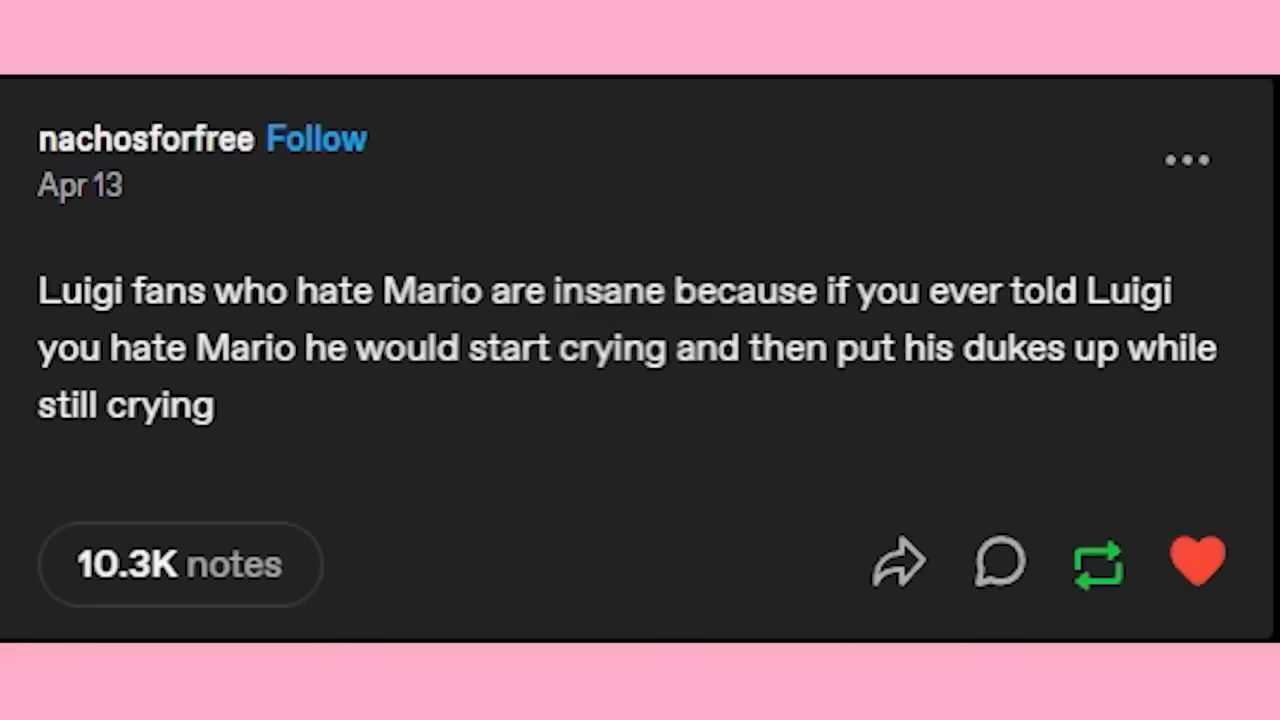 nachosforfree Follow
Apr 13
Luigi fans who hate Mario are insane because if you ever told Luigi
you hate Mario he would start crying and then put his dukes up while
still crying
10.3K notes